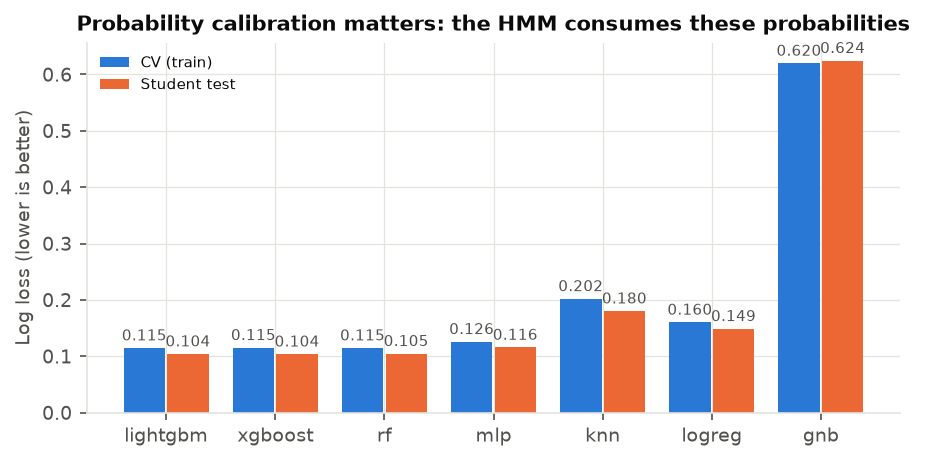 Probability calibration matters: the HMM consumes these probabilities
CV (train)
Student test
Log loss (lower is better)
0.6
0.5
0.4
0.3
0.2
0.1
0.0
0.115 0.104 0.115 0.104 0.115 0.105 0.126 0.116 0.202 0.180 0.160 0.149 0.620 0.624
lightgbm xgboost rf mlp knn logreg gnb